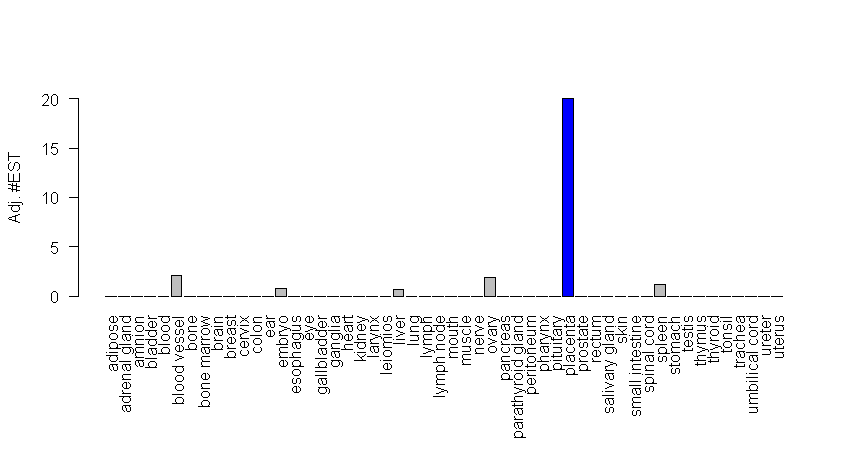 Adj. #EST
20
15
10
5
0
adipose
adrenal gland
amnion
bladder
blood
blood vessel
bone
bone marrow
brain
breast
cervix
colon
ear
embryo
esophagus
eye
gallbladder
ganglia
heart
kidney
larynx
leiomios
liver
lung
lymph
lymph node
mouth
muscle
nerve
ovary
pancreas
parathyroid gland
peritoneum
pharynx
pituitary
placenta
prostate
rectum
salivary gland
skin
small intestine
spinal cord
spleen
stomach
testis
thymus
thyroid
tonsil
trachea
umbilical cord
ureter
uterus